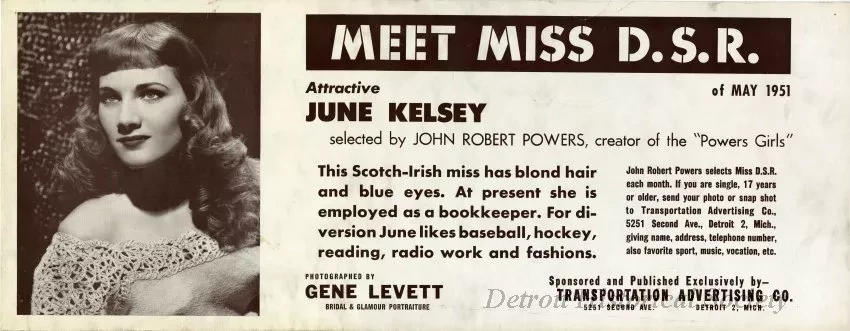 MEET MISS D.S.R.
Attractive
of MAY 1951
JUNE KELSEY
selected by JOHN ROBERT POWERS, creator of the "Powers Girls"
This Scotch-Irish miss has blond hair
and blue eyes. At present she is
employed as a bookkeeper. For di-
version June likes baseball, hockey,
reading, radio work and fashions.
John Robert Powers selects Miss D.S.R.
each month. If you are single, 17 years
or older, send your photo or snap shot
to Transportation Advertising Co.,
5251 Second Ave., Detroit 2, Mich.,
giving name, address, telephone number,
also favorite sport, music, vocation, etc.
PHOTOGRAPHED BY
GENE LEVETT
BRIDAL & GLAMOUR PORTRAITURE
Sponsored and Published Exclusively by—
TRANSPORTATION ADVERTISING CO.
5251 SECOND AVE. DETROIT 2, MICH.